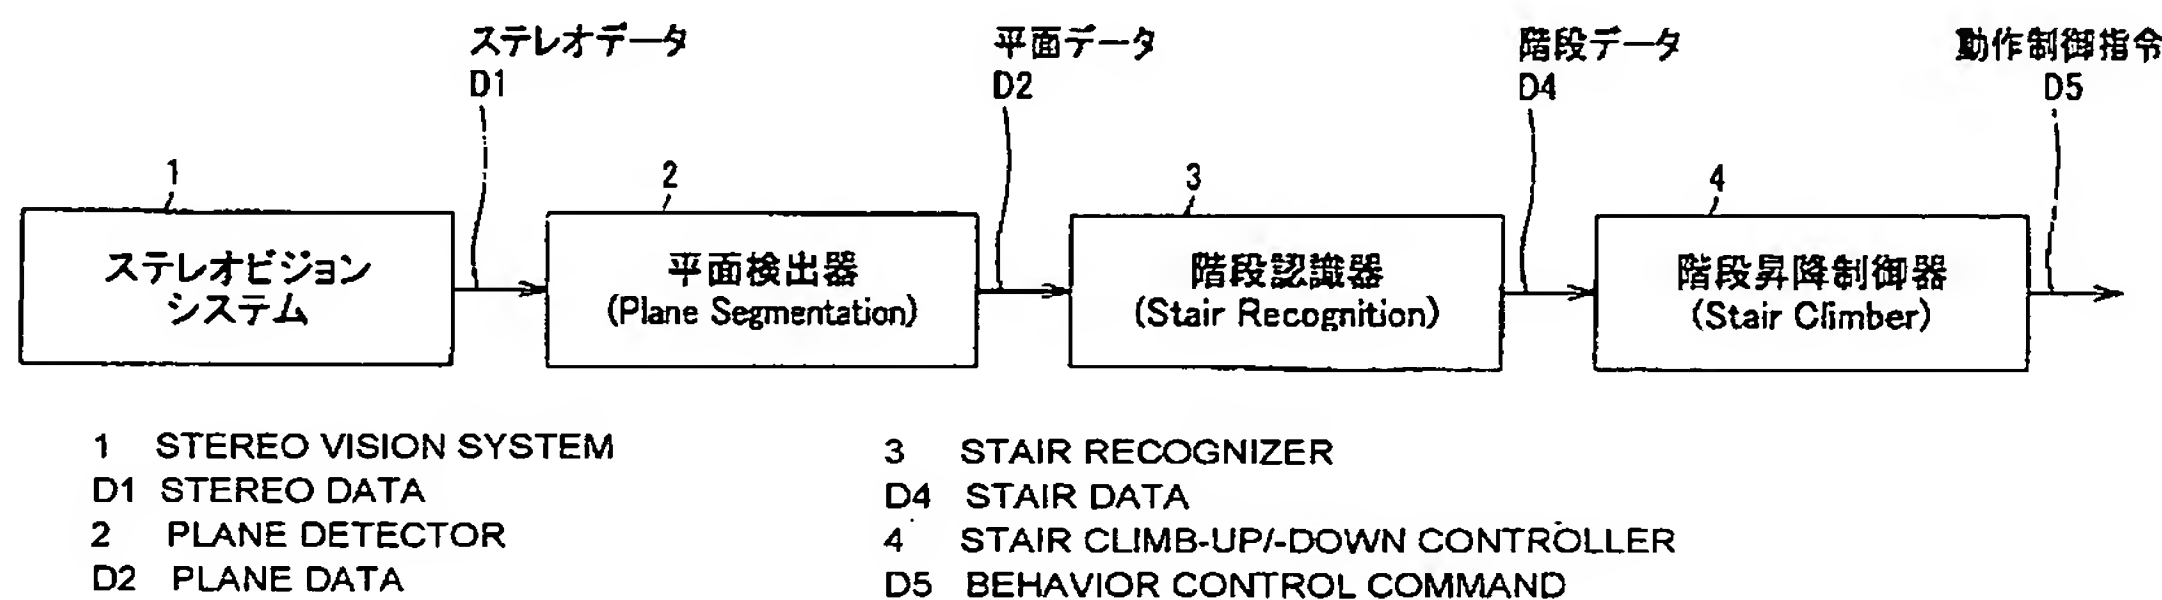 ステレオデータ
D1
平面データ
D2
階段データ
D4
動作制御指令
D5
1
2
3
4
ステレオビジョン
システム
平面検出器
(Plane Segmentation)
階段認識器
(Stair Recognition)
階段昇降制御器
(Stair Climber)
1 STEREO VISION SYSTEM
D1 STEREO DATA
2 PLANE DETECTOR
D2 PLANE DATA
3 STAIR RECOGNIZER
D4 STAIR DATA
4 STAIR CLIMB-UP/-DOWN CONTROLLER
D5 BEHAVIOR CONTROL COMMAND